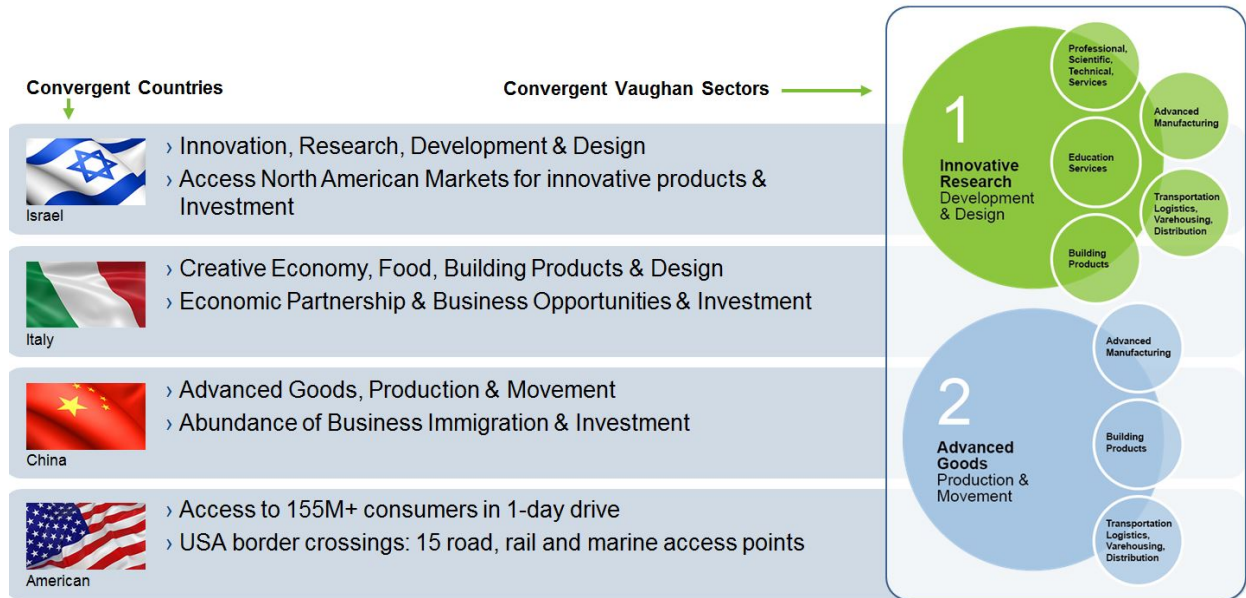 Convergent Countries
Convergent Vaughan Sectors
Israel
› Innovation, Research, Development & Design
› Access North American Markets for innovative products &
Investment
Italy
› Creative Economy, Food, Building Products & Design
› Economic Partnership & Business Opportunities & Investment
China
› Advanced Goods, Production & Movement
› Abundance of Business Immigration & Investment
American
› Access to 155M+ consumers in 1-day drive
› USA border crossings: 15 road, rail and marine access points
1
Innovative
Research
Development
& Design
Professional,
Scientific,
Technical,
Services
Advanced
Manufacturing
Education
Services
Transportation
Logistics,
Varehousing,
Distribution
Building
Products
2
Advanced
Goods
Production &
Movement
Advanced
Manufacturing
Building
Products
Transportation
Logistics,
Varehousing,
Distribution